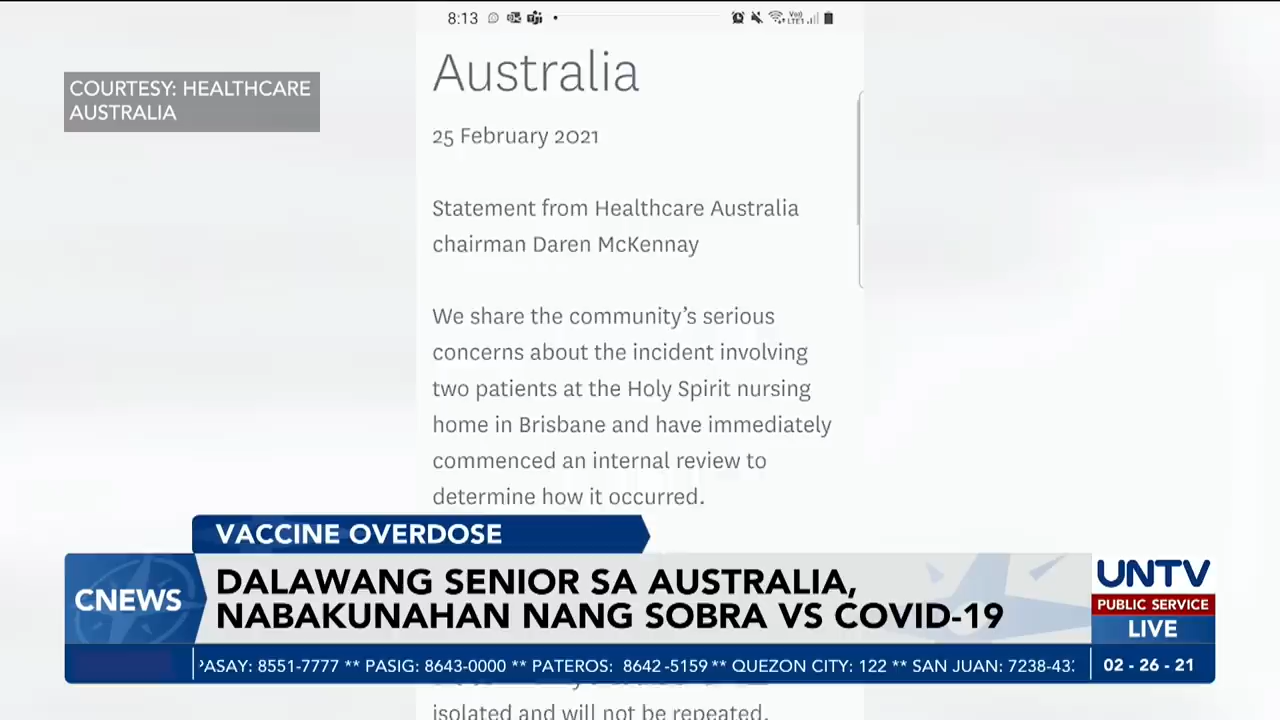 8:13
COURTESY: HEALTHCARE
AUSTRALIA
Australia
25 February 2021
Statement from Healthcare Australia
chairman Daren McKennay
We share the community's serious
concerns about the incident involving
two patients at the Holy Spirit nursing
home in Brisbane and have immediately
commenced an internal review to
determine how it occurred.
VACCINE OVERDOSE
CNEWS
DALAWANG SENIOR SA AUSTRALIA,
NABAKUNAHAN NANG SOBRA VS COVID-19
UNTV
PUBLIC SERVICE
LIVE
PASAY: 8551-7777 ** PASIG: 8643-0000 ** PATEROS: 8642-5159 ** QUEZON CITY: 122 ** SAN JUAN: 7238-43
02 - 26 - 21
isolated and will not be repeated.